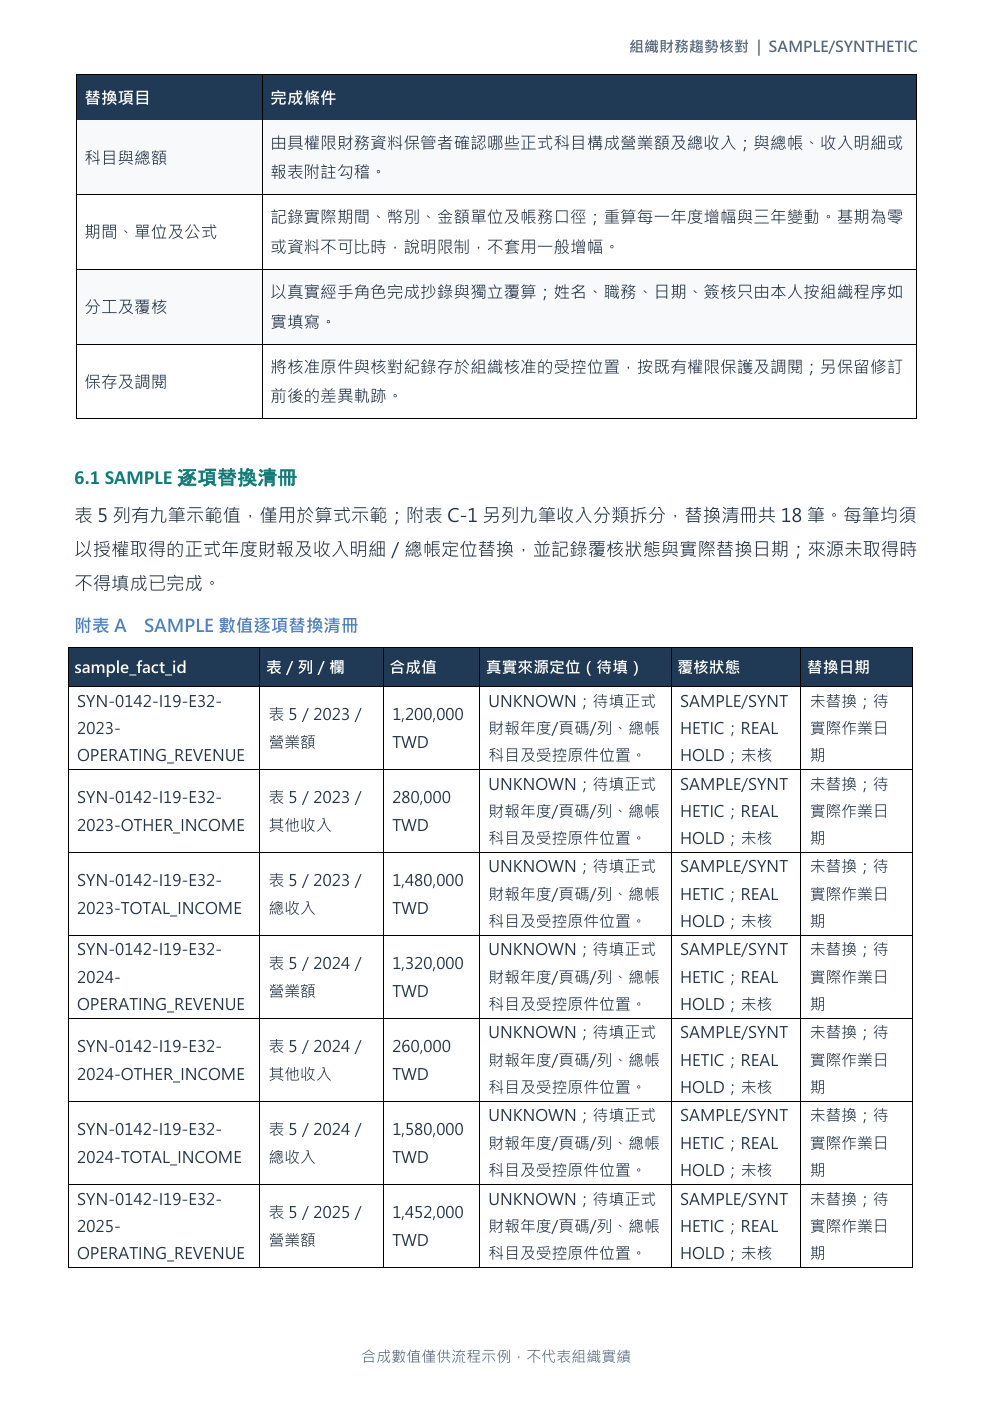 組織財務趨勢核對 | SAMPLE/SYNTHETIC
替換項目
完成條件
科目與總額
由具權限財務資料保管者確認哪些正式科目構成營業額及總收入；與總帳、收入明細或
報表附註勾稽。
期間、單位及公式
記錄實際期間、幣別、金額單位及帳務口徑；重算每一年度增幅與三年變動。基期為零
或資料不可比時，說明限制，不套用一般增幅。
分工及覆核
以真實經手角色完成抄錄與獨立覆算；姓名、職務、日期、簽核只由本人按組織程序如
實填寫。
保存及調閱
將核准原件與核對紀錄存於組織核准的受控位置，按既有權限保護及調閱；另保留修訂
前後的差異軌跡。
6.1 SAMPLE 逐項替換清冊
表 5 列有九筆示範值，僅用於算式示範；附表 C-1 另列九筆收入分類拆分，替換清冊共 18 筆。每筆均須
以授權取得的正式年度財報及收入明細 / 總帳定位替換，並記錄覆核狀態與實際替換日期；來源未取得時
不得填成已完成。
附表 A　SAMPLE 數值逐項替換清冊
sample_fact_id
表 / 列 / 欄
合成值
真實來源定位（待填）
覆核狀態
替換日期
SYN-0142-I19-E32-
2023-
OPERATING_REVENUE
表 5 / 2023 /
營業額
1,200,000
TWD
UNKNOWN；待填正式
財報年度/頁碼/列、總帳
科目及受控原件位置。
SAMPLE/SYNT
HETIC；REAL
HOLD；未核
未替換；待
實際作業日
期
SYN-0142-I19-E32-
2023-OTHER_INCOME
表 5 / 2023 /
其他收入
280,000
TWD
UNKNOWN；待填正式
財報年度/頁碼/列、總帳
科目及受控原件位置。
SAMPLE/SYNT
HETIC；REAL
HOLD；未核
未替換；待
實際作業日
期
SYN-0142-I19-E32-
2023-TOTAL_INCOME
表 5 / 2023 /
總收入
1,480,000
TWD
UNKNOWN；待填正式
財報年度/頁碼/列、總帳
科目及受控原件位置。
SAMPLE/SYNT
HETIC；REAL
HOLD；未核
未替換；待
實際作業日
期
SYN-0142-I19-E32-
2024-
OPERATING_REVENUE
表 5 / 2024 /
營業額
1,320,000
TWD
UNKNOWN；待填正式
財報年度/頁碼/列、總帳
科目及受控原件位置。
SAMPLE/SYNT
HETIC；REAL
HOLD；未核
未替換；待
實際作業日
期
SYN-0142-I19-E32-
2024-OTHER_INCOME
表 5 / 2024 /
其他收入
260,000
TWD
UNKNOWN；待填正式
財報年度/頁碼/列、總帳
科目及受控原件位置。
SAMPLE/SYNT
HETIC；REAL
HOLD；未核
未替換；待
實際作業日
期
SYN-0142-I19-E32-
2024-TOTAL_INCOME
表 5 / 2024 /
總收入
1,580,000
TWD
UNKNOWN；待填正式
財報年度/頁碼/列、總帳
科目及受控原件位置。
SAMPLE/SYNT
HETIC；REAL
HOLD；未核
未替換；待
實際作業日
期
SYN-0142-I19-E32-
2025-
OPERATING_REVENUE
表 5 / 2025 /
營業額
1,452,000
TWD
UNKNOWN；待填正式
財報年度/頁碼/列、總帳
科目及受控原件位置。
SAMPLE/SYNT
HETIC；REAL
HOLD；未核
未替換；待
實際作業日
期
合成數值僅供流程示例，不代表組織實績